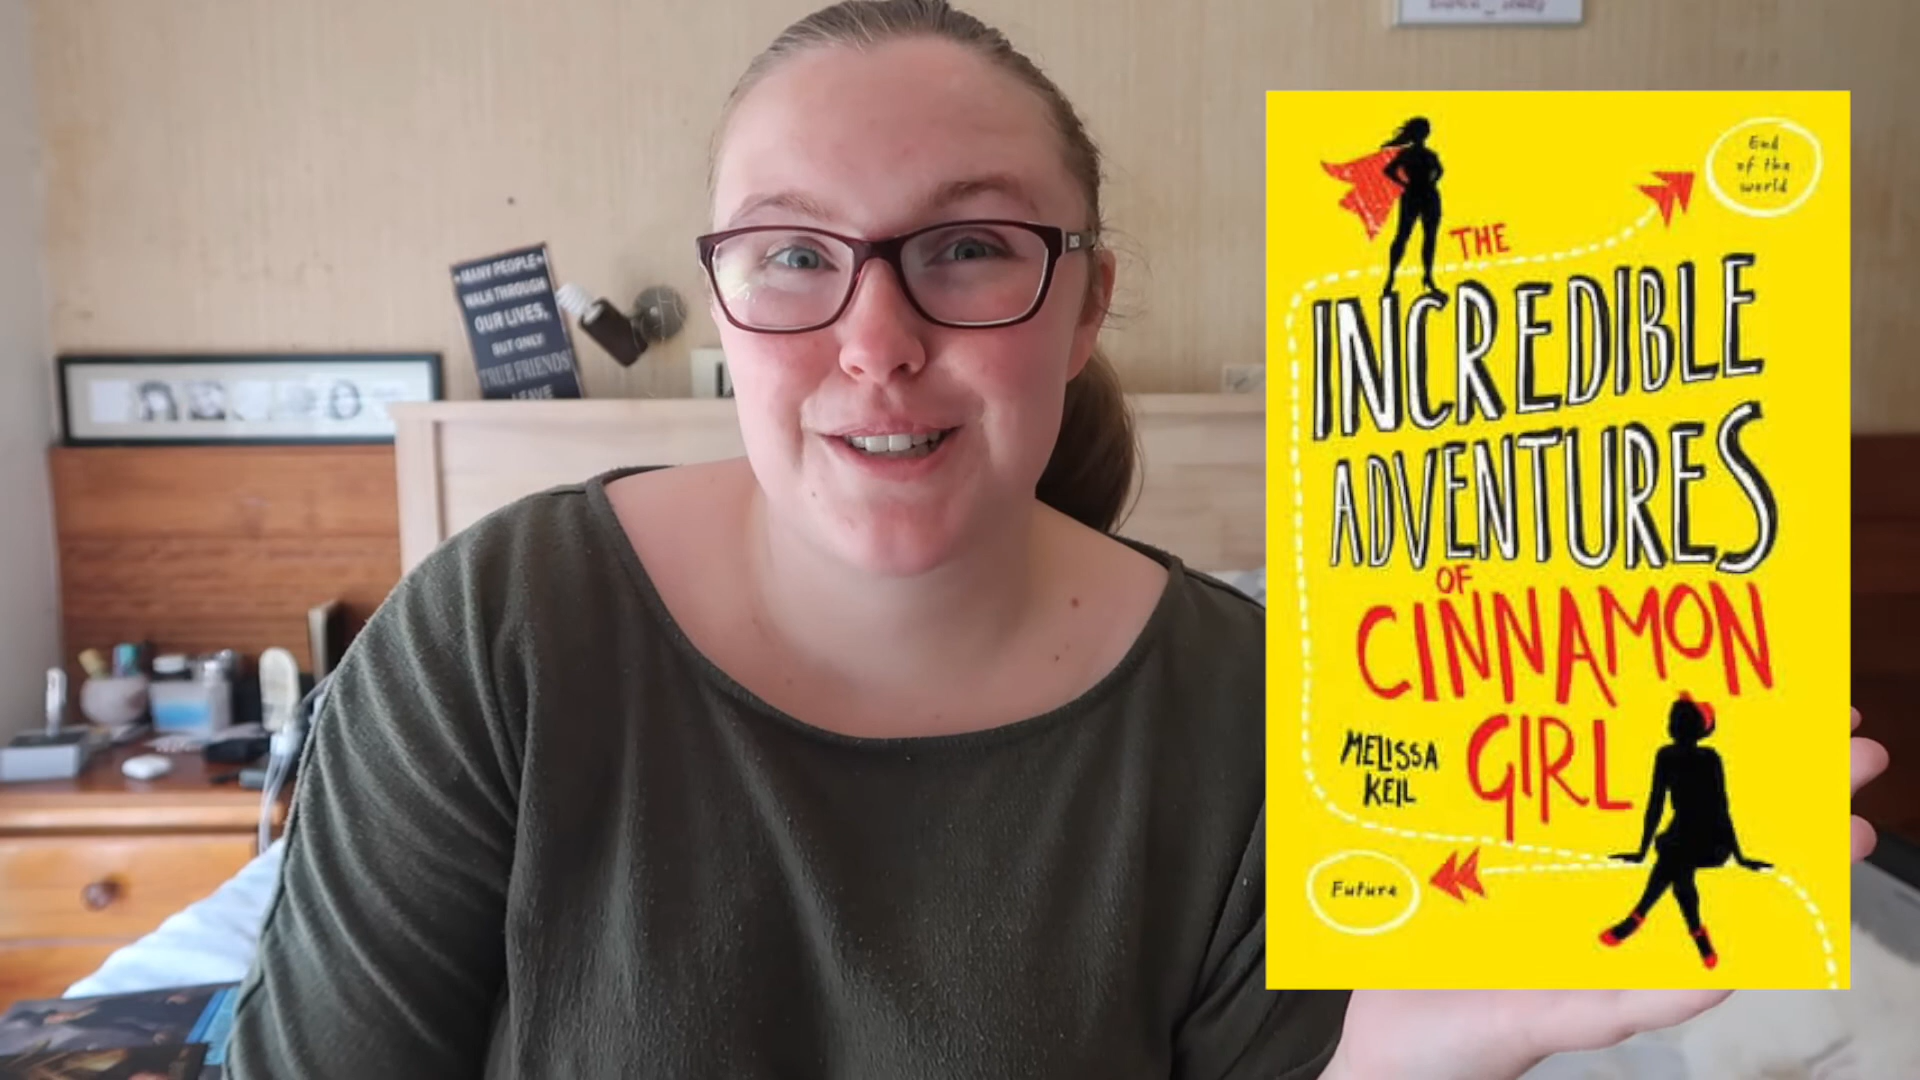 MANY PEOPLE
WALK THROUGH
OUR LIVES,
BUT ONLY
TRUE FRIENDS
LEAVE
End
of the
world
THE
INCREDIBLE
ADVENTURES
OF
CINNAMON
GIRL
MELISSA
KEIL
Future